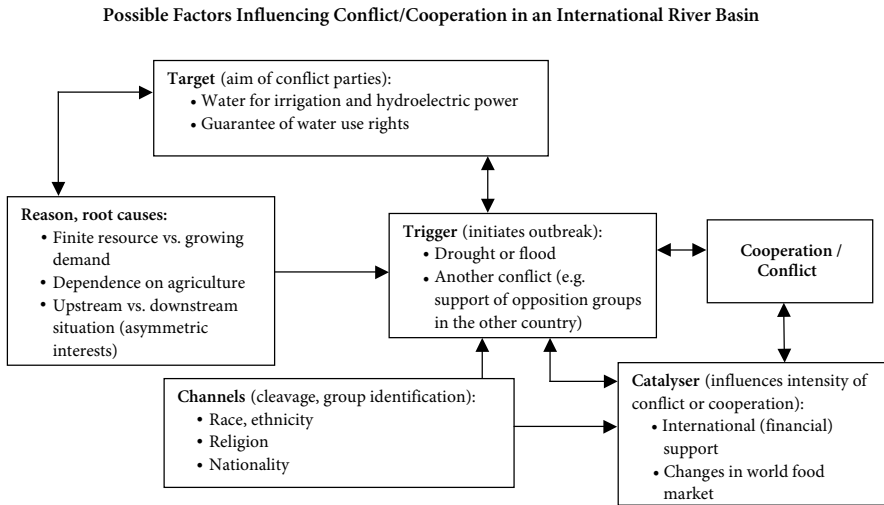 Possible Factors Influencing Conflict/Cooperation in an International River Basin
Target (aim of conflict parties):
• Water for irrigation and hydroelectric power
• Guarantee of water use rights
Reason, root causes:
• Finite resource vs. growing
demand
• Dependence on agriculture
• Upstream vs. downstream
situation (asymmetric
interests)
Trigger (initiates outbreak):
• Drought or flood
• Another conflict (e.g.
support of opposition groups
in the other country)
Cooperation /
Conflict
Channels (cleavage, group identification):
• Race, ethnicity
• Religion
• Nationality
Catalyser (influences intensity of
conflict or cooperation):
• International (financial)
support
• Changes in world food
market